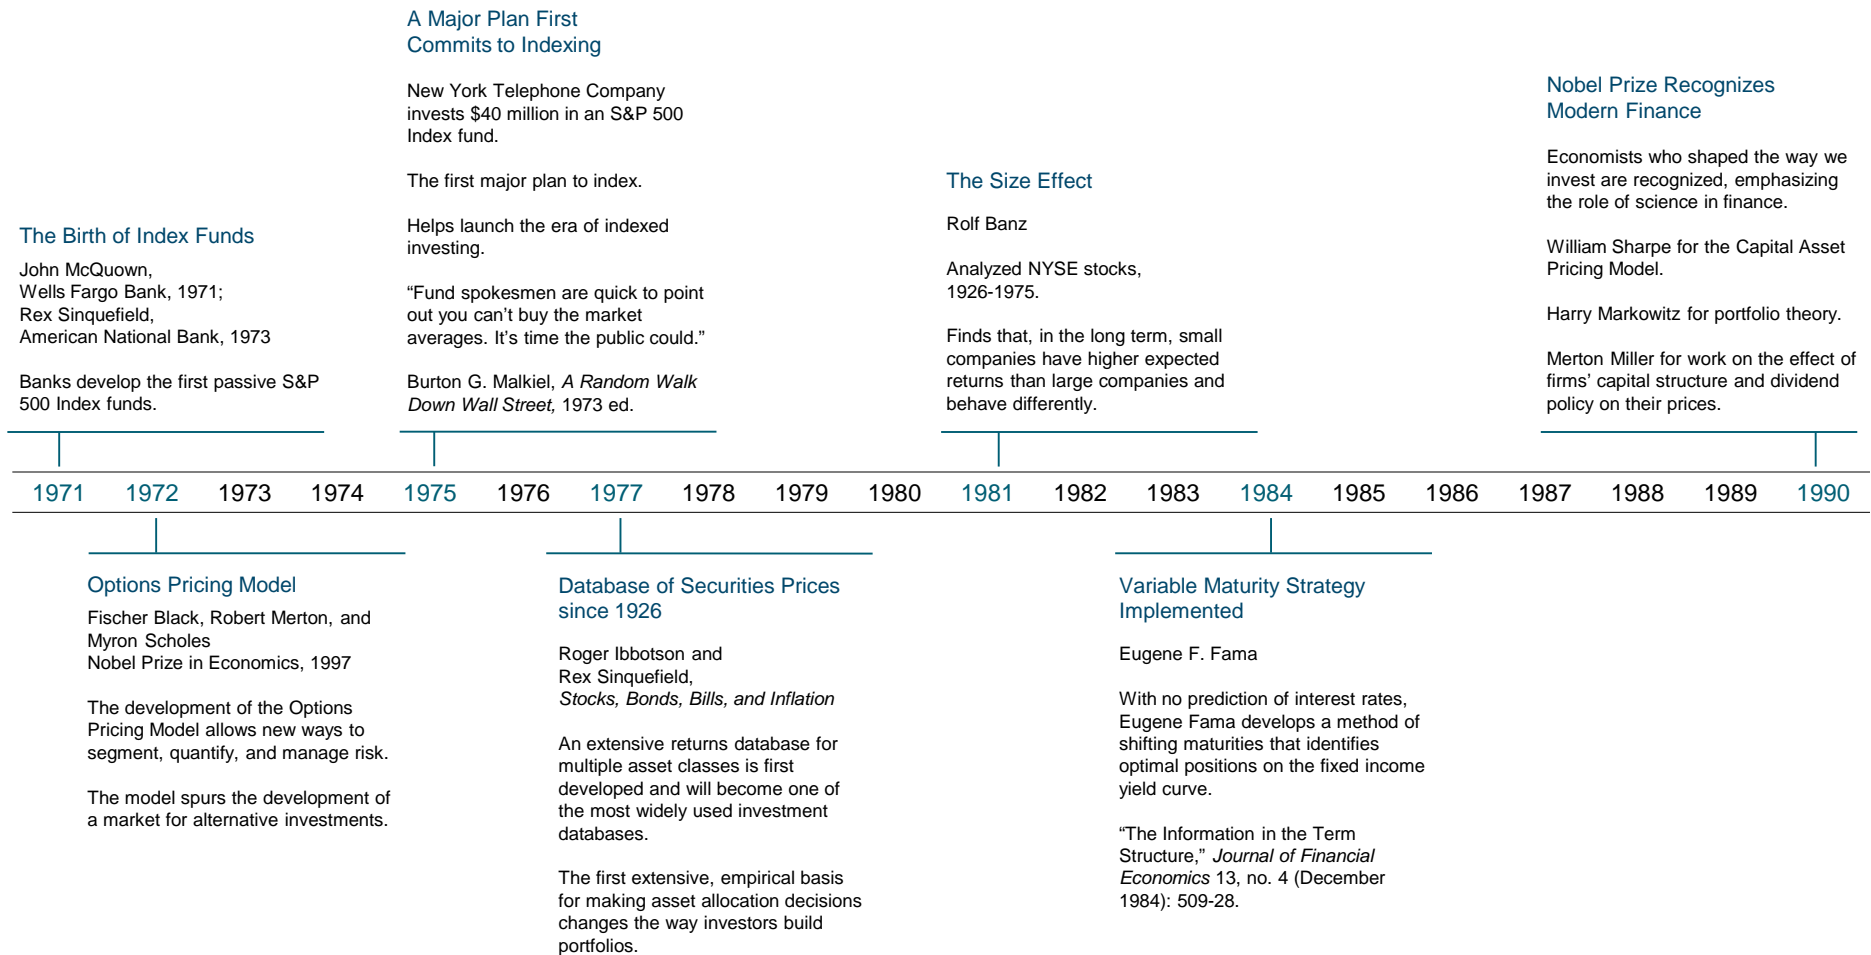 A Major Plan First
Commits to Indexing
New York Telephone Company
invests $40 million in an S&P 500
Index fund.
The first major plan to index.
Helps launch the era of indexed
investing.
“Fund spokesmen are quick to point
out you can’t buy the market
averages. It’s time the public could.”
Burton G. Malkiel, A Random Walk
Down Wall Street, 1973 ed.
Nobel Prize Recognizes
Modern Finance
Economists who shaped the way we
invest are recognized, emphasizing
the role of science in finance.
William Sharpe for the Capital Asset
Pricing Model.
Harry Markowitz for portfolio theory.
Merton Miller for work on the effect of
firms’ capital structure and dividend
policy on their prices.
The Size Effect
Rolf Banz
Analyzed NYSE stocks,
1926-1975.
Finds that, in the long term, small
companies have higher expected
returns than large companies and
behave differently.
The Birth of Index Funds
John McQuown,
Wells Fargo Bank, 1971;
Rex Sinquefield,
American National Bank, 1973
Banks develop the first passive S&P
500 Index funds.
1971 1972 1973 1974 1975 1976 1977 1978 1979 1980 1981 1982 1983 1984 1985 1986 1987 1988 1989 1990
Options Pricing Model
Fischer Black, Robert Merton, and
Myron Scholes
Nobel Prize in Economics, 1997
The development of the Options
Pricing Model allows new ways to
segment, quantify, and manage risk.
The model spurs the development of
a market for alternative investments.
Database of Securities Prices
since 1926
Roger Ibbotson and
Rex Sinquefield,
Stocks, Bonds, Bills, and Inflation
An extensive returns database for
multiple asset classes is first
developed and will become one of
the most widely used investment
databases.
The first extensive, empirical basis
for making asset allocation decisions
changes the way investors build
portfolios.
Variable Maturity Strategy
Implemented
Eugene F. Fama
With no prediction of interest rates,
Eugene Fama develops a method of
shifting maturities that identifies
optimal positions on the fixed income
yield curve.
“The Information in the Term
Structure,” Journal of Financial
Economics 13, no. 4 (December
1984): 509-28.